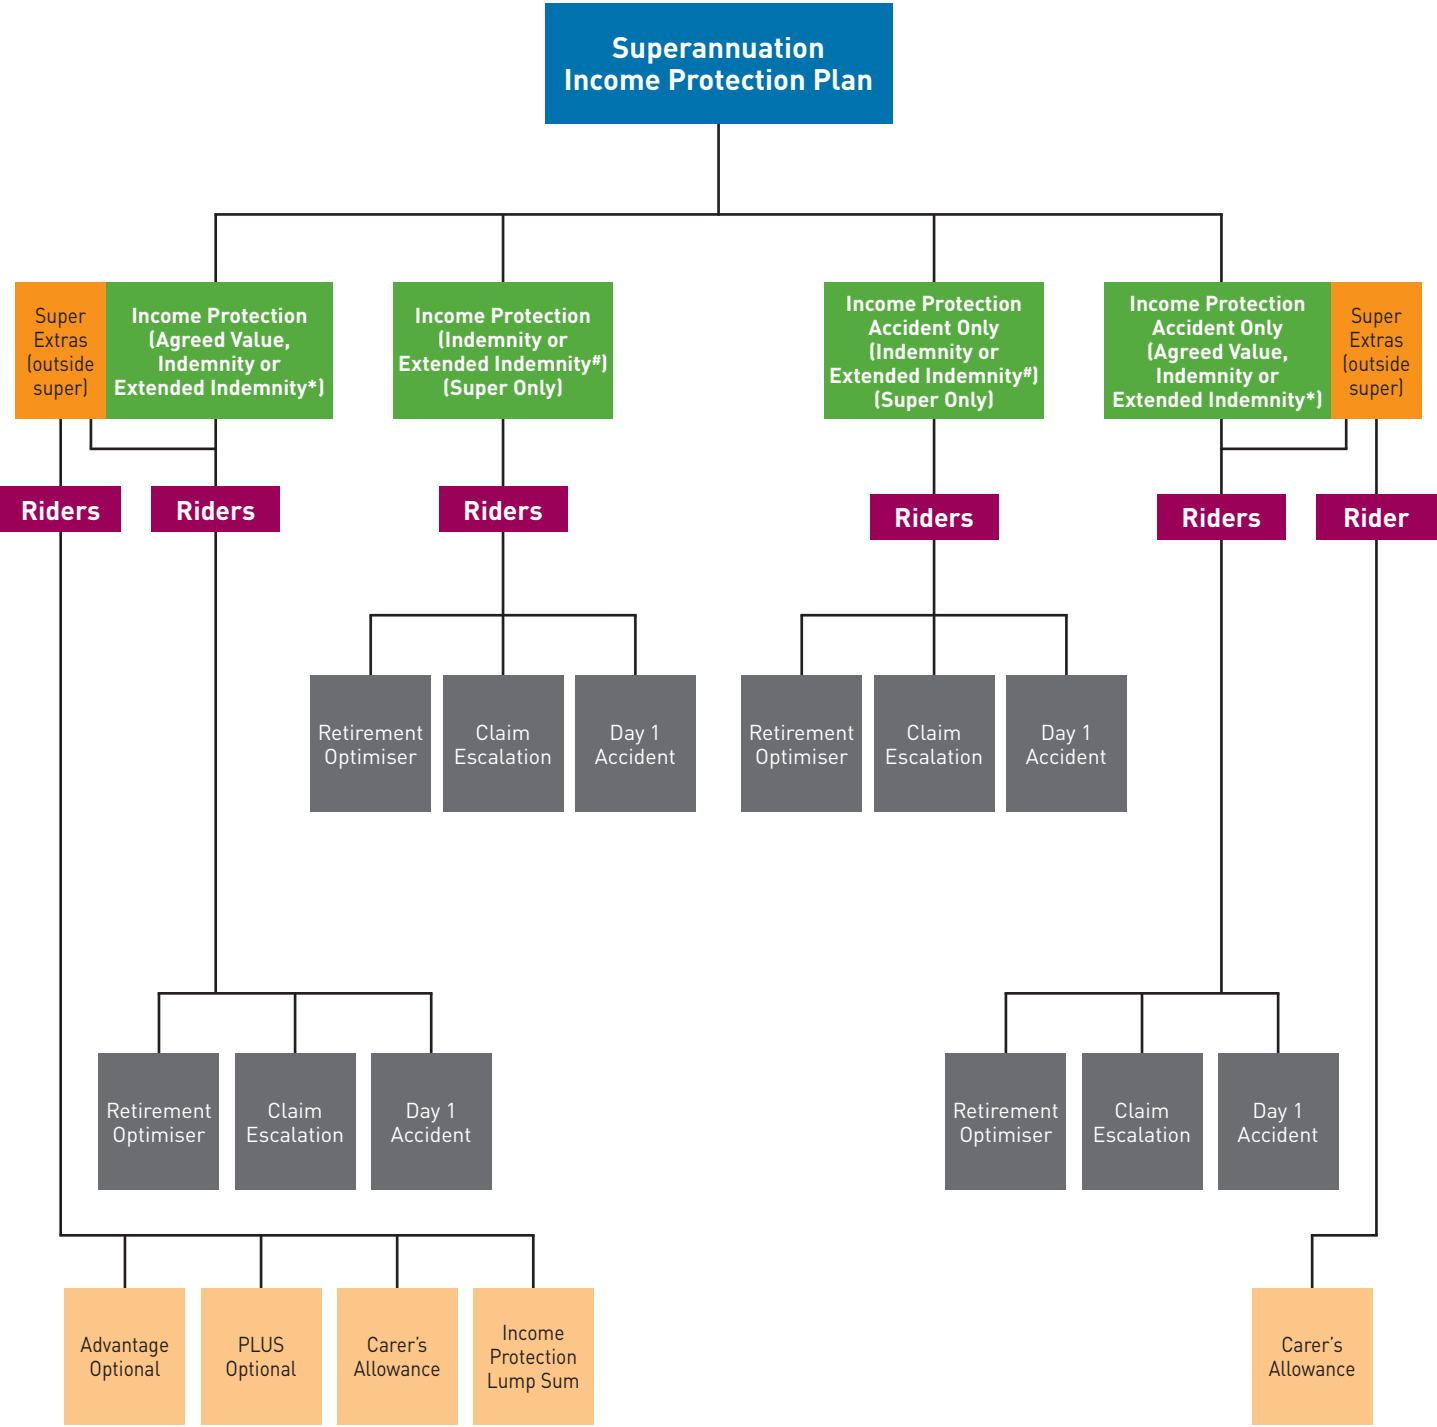 Superannuation
Income Protection Plan
Super
Extras
(outside
super)
Income Protection
(Agreed Value,
Indemnity or
Extended Indemnity*)
Income Protection
(Indemnity or
Extended Indemnity#)
(Super Only)
Income Protection
Accident Only
(Indemnity or
Extended Indemnity#)
(Super Only)
Income Protection
Accident Only
(Agreed Value,
Indemnity or
Extended Indemnity*)
Super
Extras
(outside
super)
Riders
Riders
Riders
Riders
Riders
Rider
Retirement
Optimiser
Claim
Escalation
Day 1
Accident
Retirement
Optimiser
Claim
Escalation
Day 1
Accident
Retirement
Optimiser
Claim
Escalation
Day 1
Accident
Retirement
Optimiser
Claim
Escalation
Day 1
Accident
Advantage
Optional
PLUS
Optional
Carer's
Allowance
Income
Protection
Lump Sum
Carer's
Allowance